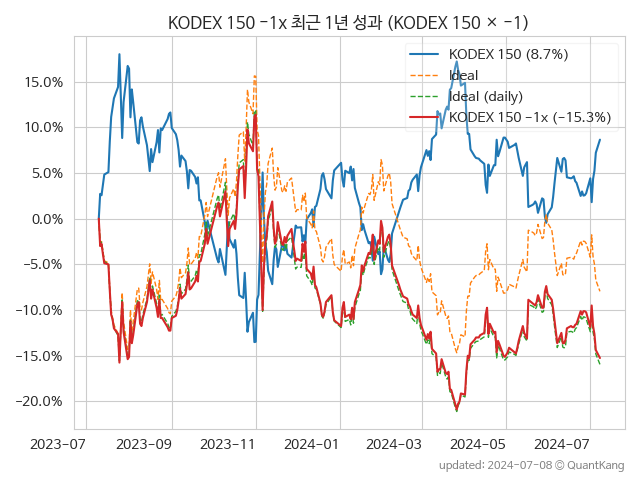 KODEX 150 −1x 최근 1년 성과 (KODEX 150 × −1)
KODEX 150 (8.7%)
Ideal
Ideal (daily)
KODEX 150 −1x (−15.3%)
15.0%
10.0%
5.0%
0.0%
−5.0%
−10.0%
−15.0%
−20.0%
2023-07 2023-09 2023-11 2024-01 2024-03 2024-05 2024-07
updated: 2024-07-08 © QuantKang